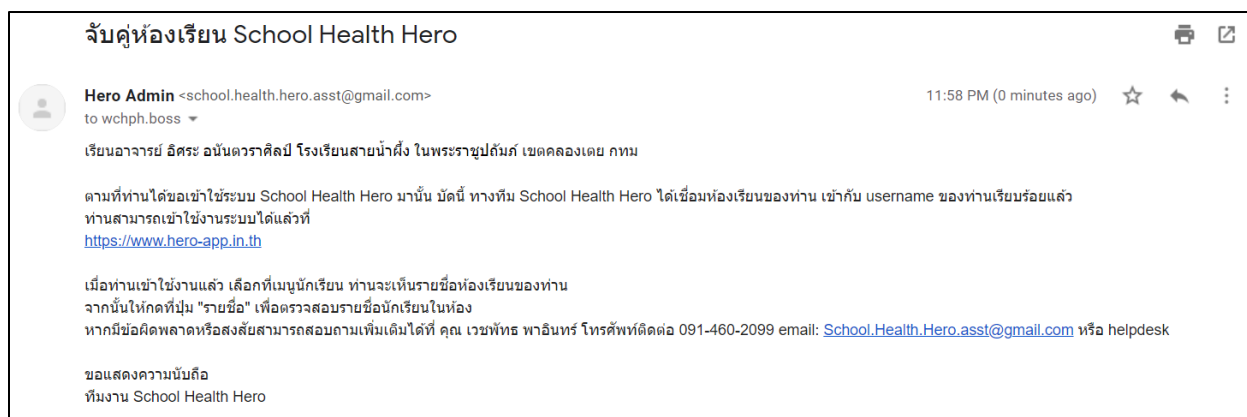 จับคู่ห้องเรียน School Health Hero
Hero Admin <school.health.hero.asst@gmail.com>
11:58 PM (0 minutes ago)
to wchph.boss
เรียนอาจารย์ อิศระ อนันตวราศิลป์ โรงเรียนสายน้ำผึ้ง ในพระราชูปถัมภ์ เขตคลองเตย กทม
ตามที่ท่านได้ขอเข้าใช้ระบบ School Health Hero มานั้น บัดนี้ ทางทีม School Health Hero ได้เชื่อมห้องเรียนของท่าน เข้ากับ username ของท่านเรียบร้อยแล้ว
ท่านสามารถเข้าใช้งานระบบได้แล้วที่
https://www.hero-app.in.th
เมื่อท่านเข้าใช้งานแล้ว เลือกที่เมนูนักเรียน ท่านจะเห็นรายชื่อห้องเรียนของท่าน
จากนั้นให้กดที่ปุ่ม "รายชื่อ" เพื่อตรวจสอบรายชื่อนักเรียนในห้อง
หากมีข้อผิดพลาดหรือสงสัยสามารถสอบถามเพิ่มเติมได้ที่ คุณ เวชพัทธ พาอินทร์ โทรศัพท์ติดต่อ 091-460-2099 email: School.Health.Hero.asst@gmail.com หรือ helpdesk
ขอแสดงความนับถือ
ทีมงาน School Health Hero